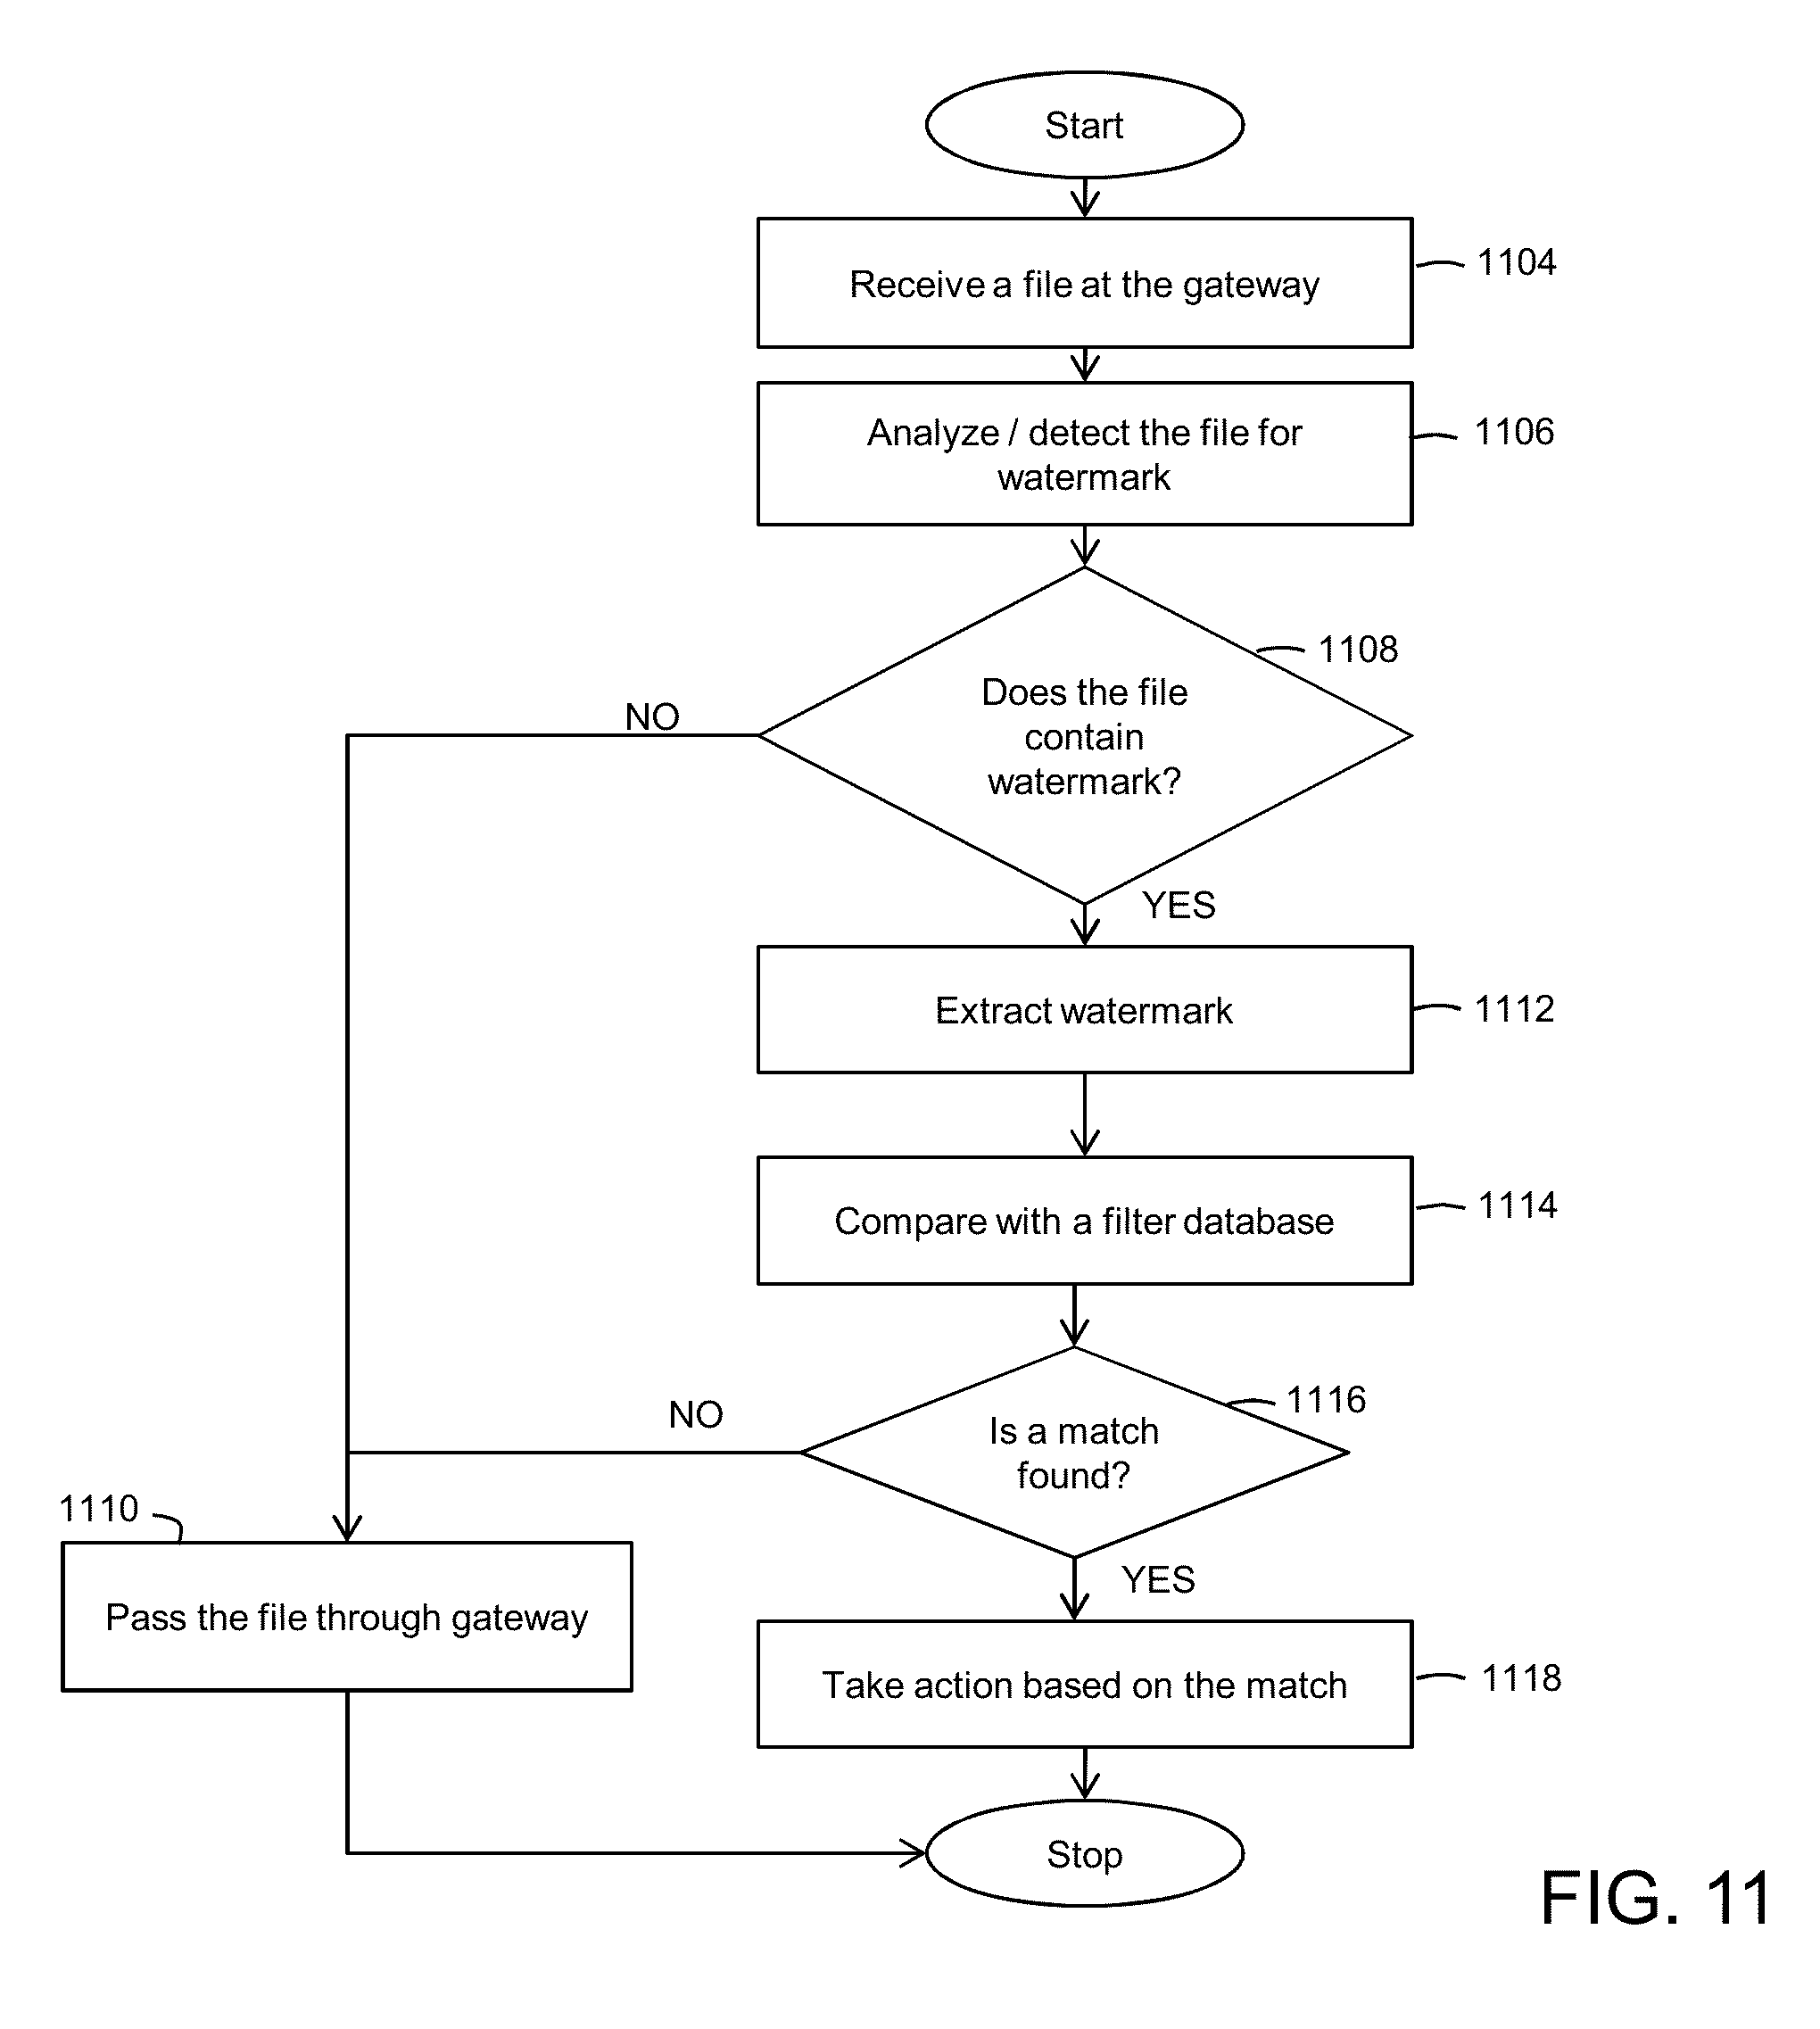 Start
Receive a file at the gateway
1104
Analyze / detect the file for
watermark
1106
1108
Does the file
contain
watermark?
NO
YES
Extract watermark
1112
Compare with a filter database
1114
1116
Is a match
found?
NO
YES
1110
Pass the file through gateway
Take action based on the match
1118
Stop
FIG. 11